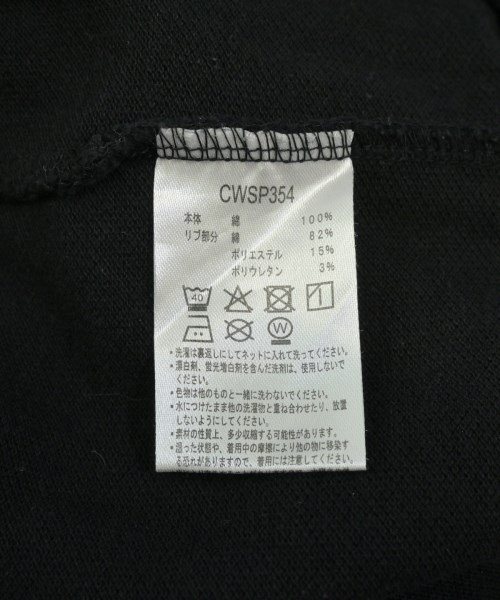 CWSP354
本体 綿 100%
リブ部分 綿 82%
ポリエステル 15%
ポリウレタン 3%
40
W
・洗濯は裏返しにしてネットに入れて洗ってください。
・漂白剤、蛍光増白剤を含んだ洗剤は、使用しないで
ください。
・色物は他のものと一緒に洗わないでください。
・水につけたまま他の洗濯物と重ね合わせたり、放置
しないようにしてください。
・素材の性質上、多少収縮する可能性があります。
・湿った状態や、着用中の摩擦により他の物に移染す
る恐れがありますので、着用には注意してください。